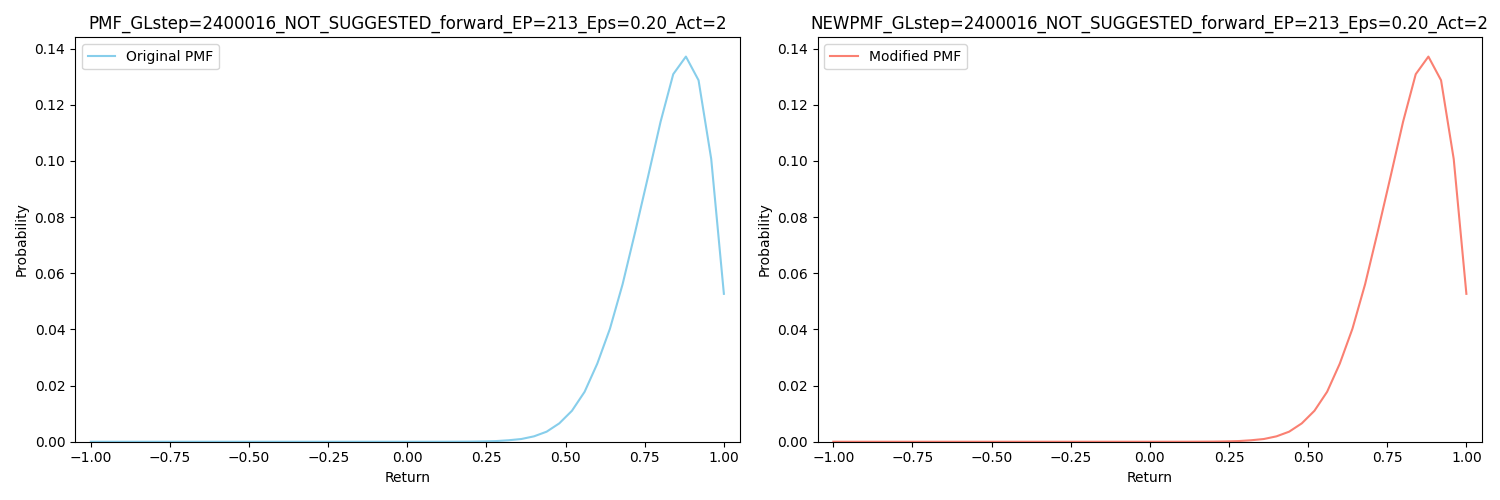 PMF_GLstep=2400016_NOT_SUGGESTED_forward_EP=213_Eps=0.20_Act=2
Original PMF
Probability
0.14
0.12
0.10
0.08
0.06
0.04
0.02
0.00
−1.00 −0.75 −0.50 −0.25 0.00 0.25 0.50 0.75 1.00
Return
NEWPMF_GLstep=2400016_NOT_SUGGESTED_forward_EP=213_Eps=0.20_Act=2
Modified PMF
Probability
0.14
0.12
0.10
0.08
0.06
0.04
0.02
0.00
−1.00 −0.75 −0.50 −0.25 0.00 0.25 0.50 0.75 1.00
Return